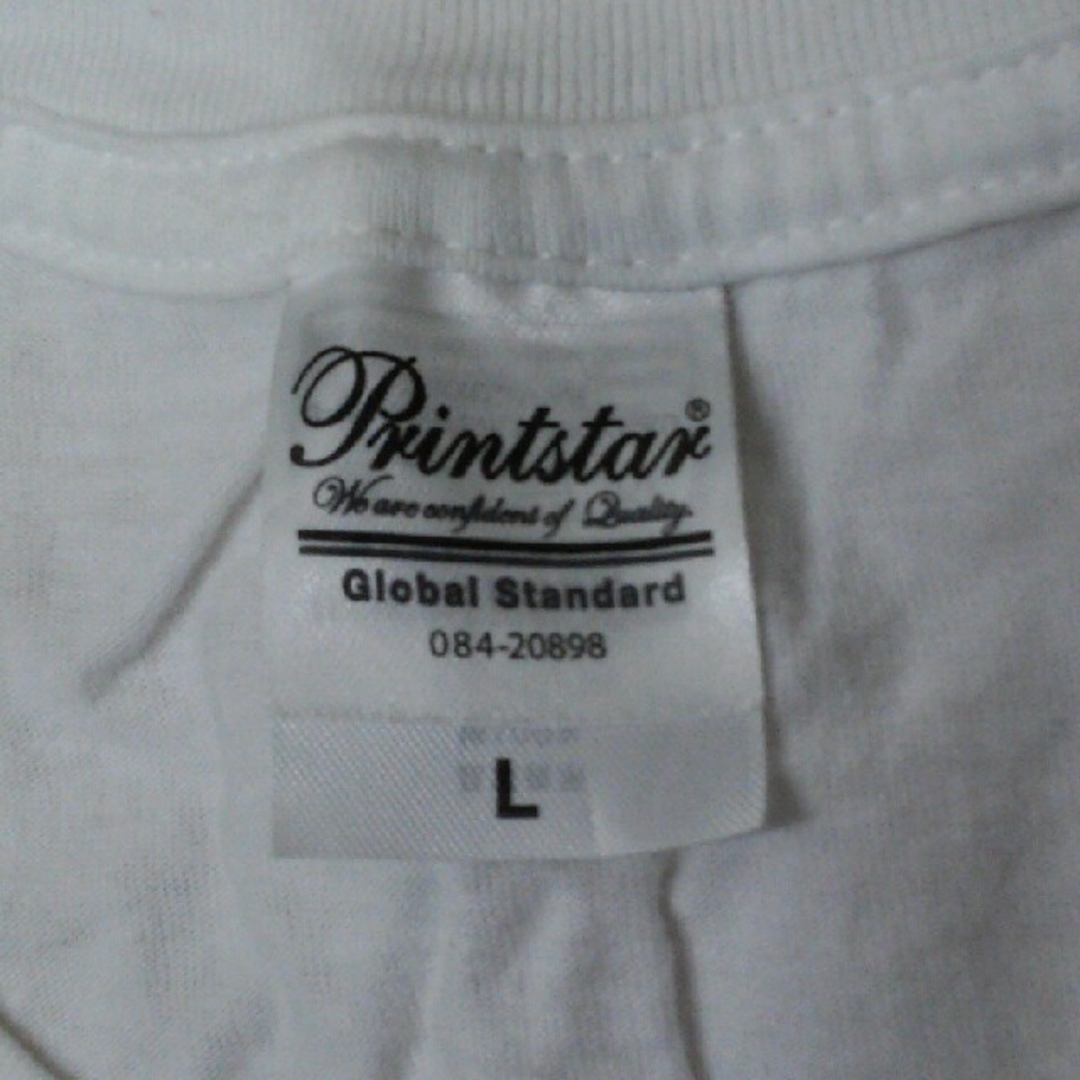 Printstar®
We are confident of Quality.
Global Standard
084-20898
L